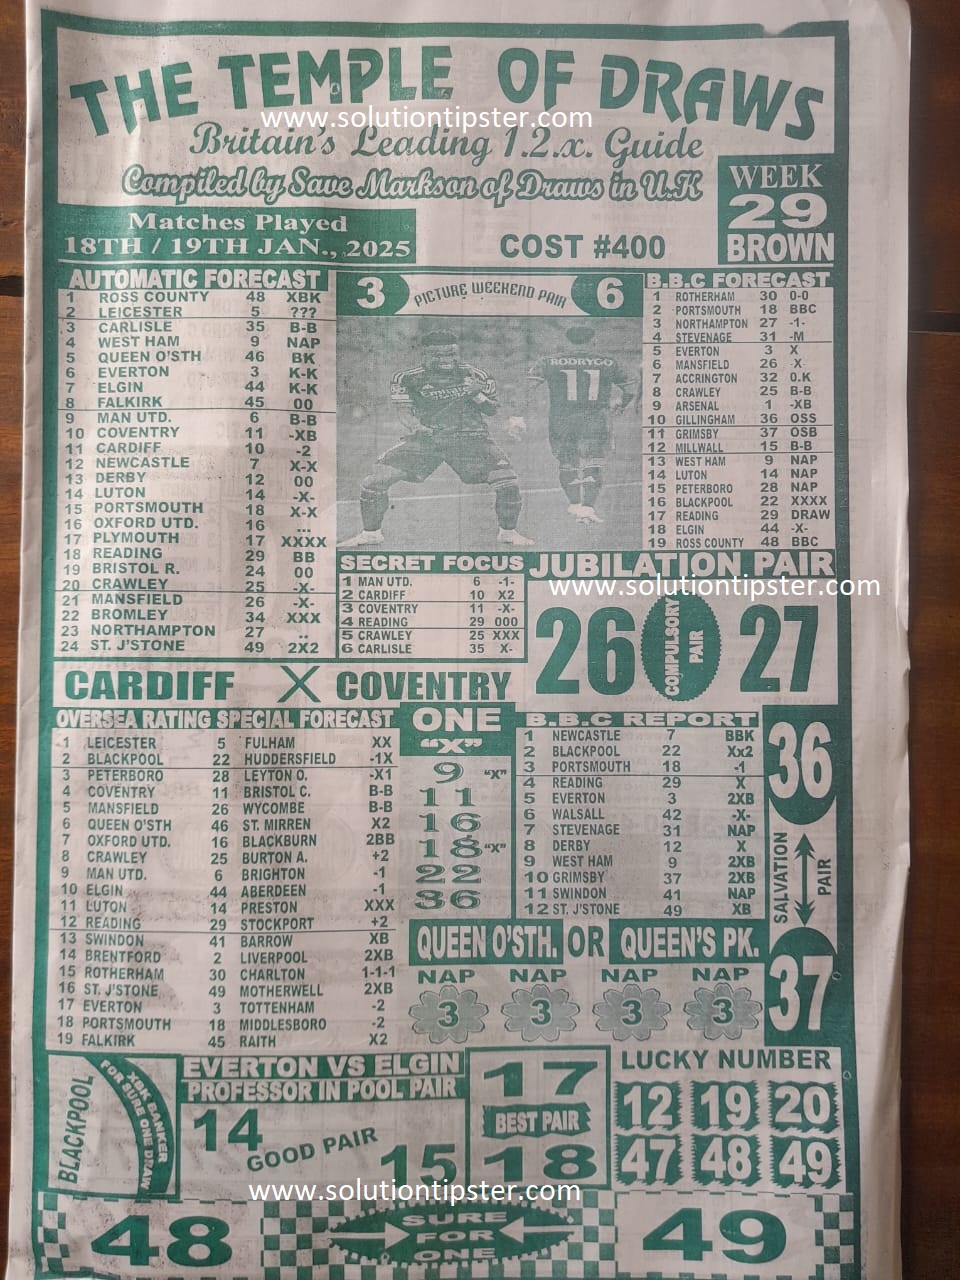 THE TEMPLE OF DRAWS
www.solutiontipster.com
Britain's Leading 1.2.x. Guide
Compiled by Save Markson of Draws in U.K
WEEK
29
BROWN
Matches Played
18TH / 19TH JAN., 2025
COST #400
AUTOMATIC FORECAST
1 ROSS COUNTY 48 XBK
2 LEICESTER 5 ???
3 CARLISLE 35 B-B
4 WEST HAM 9 NAP
5 QUEEN O'STH 46 BK
6 EVERTON 3 K-K
7 ELGIN 44 K-K
8 FALKIRK 45 00
9 MAN UTD. 6 B-B
10 COVENTRY 11 -XB
11 CARDIFF 10 -2
12 NEWCASTLE 7 X-X
13 DERBY 12 00
14 LUTON 14 -X-
15 PORTSMOUTH 18 X-X
16 OXFORD UTD. 16 ...
17 PLYMOUTH 17 XXXX
18 READING 29 BB
19 BRISTOL R. 24 00
20 CRAWLEY 25 -X-
21 MANSFIELD 26 -X-
22 BROMLEY 34 XXX
23 NORTHAMPTON 27 ..
24 ST. J'STONE 49 2X2
3 PICTURE WEEKEND PAIR 6
RODRYGO
11
B.B.C FORECAST
1 ROTHERHAM 30 0-0
2 PORTSMOUTH 18 BBC
3 NORTHAMPTON 27 -1-
4 STEVENAGE 31 -M
5 EVERTON 3 X
6 MANSFIELD 26 -X-
7 ACCRINGTON 32 0.K
8 CRAWLEY 25 B-B
9 ARSENAL 1 -XB
10 GILLINGHAM 36 OSS
11 GRIMSBY 37 OSB
12 MILLWALL 15 B-B
13 WEST HAM 9 NAP
14 LUTON 14 NAP
15 PETERBORO 28 NAP
16 BLACKPOOL 22 XXXX
17 READING 29 DRAW
18 ELGIN 44 -X-
19 ROSS COUNTY 48 BBC
SECRET FOCUS
1 MAN UTD. 6 -1-
2 CARDIFF 10 X2
3 COVENTRY 11 -X-
4 READING 29 000
5 CRAWLEY 25 XXX
6 CARLISLE 35 X-
JUBILATION PAIR
www.solutiontipster.com
26 COMPULSORY PAIR 27
CARDIFF X COVENTRY
OVERSEA RATING SPECIAL FORECAST
1 LEICESTER 5 FULHAM XX
2 BLACKPOOL 22 HUDDERSFIELD -1X
3 PETERBORO 28 LEYTON O. -X1
4 COVENTRY 11 BRISTOL C. B-B
5 MANSFIELD 26 WYCOMBE B-B
6 QUEEN O'STH 46 ST. MIRREN X2
7 OXFORD UTD. 16 BLACKBURN 2BB
8 CRAWLEY 25 BURTON A. +2
9 MAN UTD. 6 BRIGHTON -1
10 ELGIN 44 ABERDEEN -1
11 LUTON 14 PRESTON XXX
12 READING 29 STOCKPORT +2
13 SWINDON 41 BARROW XB
14 BRENTFORD 2 LIVERPOOL 2XB
15 ROTHERHAM 30 CHARLTON 1-1-1
16 ST. J'STONE 49 MOTHERWELL 2XB
17 EVERTON 3 TOTTENHAM -2
18 PORTSMOUTH 18 MIDDLESBORO -2
19 FALKIRK 45 RAITH X2
ONE
"X"
9 "X"
11
16
18 "X"
22
36
B.B.C REPORT
1 NEWCASTLE 7 BBK
2 BLACKPOOL 22 Xx2
3 PORTSMOUTH 18 -1
4 READING 29 X
5 EVERTON 3 2XB
6 WALSALL 42 -X-
7 STEVENAGE 31 NAP
8 DERBY 12 X
9 WEST HAM 9 2XB
10 GRIMSBY 37 2XB
11 SWINDON 41 NAP
12 ST. J'STONE 49 XB
36
SALVATION PAIR
37
QUEEN O'STH. OR QUEEN'S PK.
NAP NAP NAP NAP
3 3 3 3
BLACKPOOL
XBK BANKER
FOR SURE ONE DRAW
EVERTON VS ELGIN
PROFESSOR IN POOL PAIR
14 GOOD PAIR 15
17
BEST PAIR
18
LUCKY NUMBER
12 19 20
47 48 49
www.solutiontipster.com
48 SURE FOR ONE 49